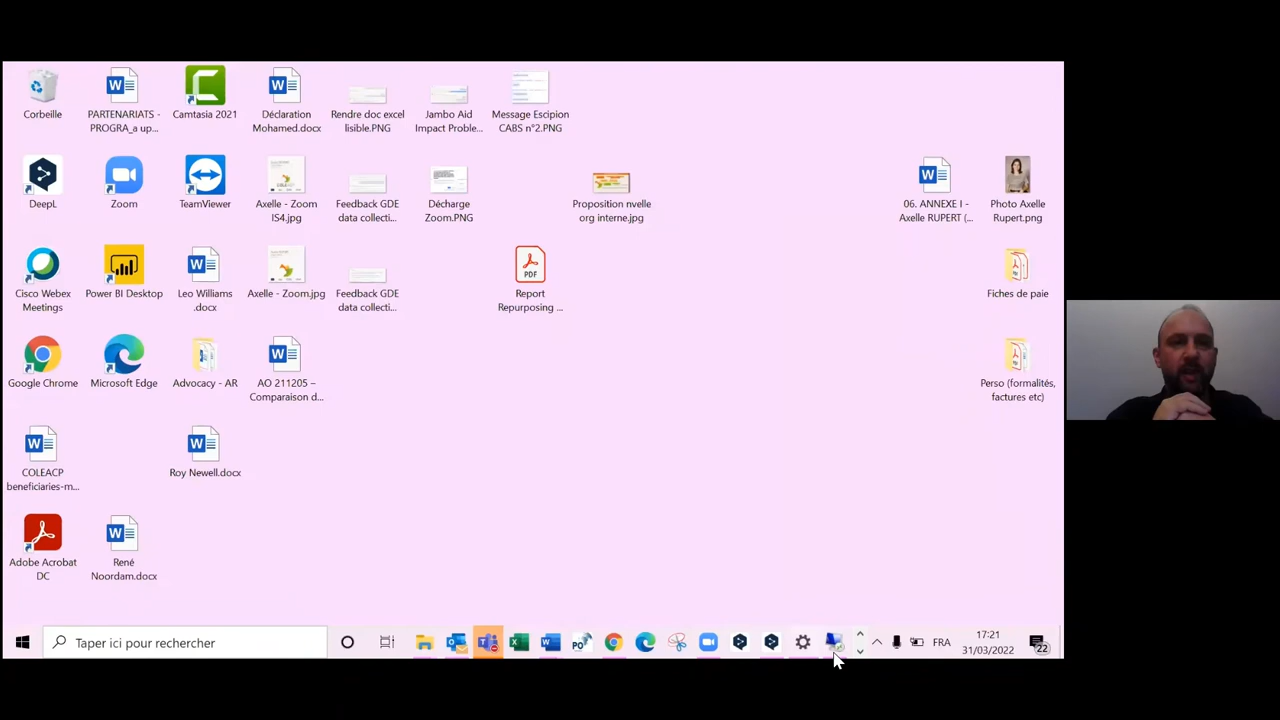 Corbeille
PARTENARIATS -
PROGRA_a up...
Camtasia 2021
Déclaration
Mohamed.docx
Rendre doc excel
lisible.PNG
Jambo Aid
Impact Proble...
Message Escipion
CABS n°2.PNG
DeepL
Zoom
TeamViewer
Axelle - Zoom
IS4.jpg
Feedback GDE
data collecti...
Décharge
Zoom.PNG
Proposition nvelle
org interne.jpg
06. ANNEXE I -
Axelle RUPERT (...
Photo Axelle
Rupert.png
Cisco Webex
Meetings
Power BI Desktop
Leo Williams
.docx
Axelle - Zoom.jpg
Feedback GDE
data collecti...
PDF
Report
Repurposing ...
Fiches de paie
Google Chrome
Microsoft Edge
Advocacy - AR
AO 211205 –
Comparaison d...
Perso (formalités,
factures etc)
COLEACP
beneficiaries-m...
Roy Newell.docx
Adobe Acrobat
DC
René
Noordam.docx
Taper ici pour rechercher
FRA
17:21
31/03/2022
22